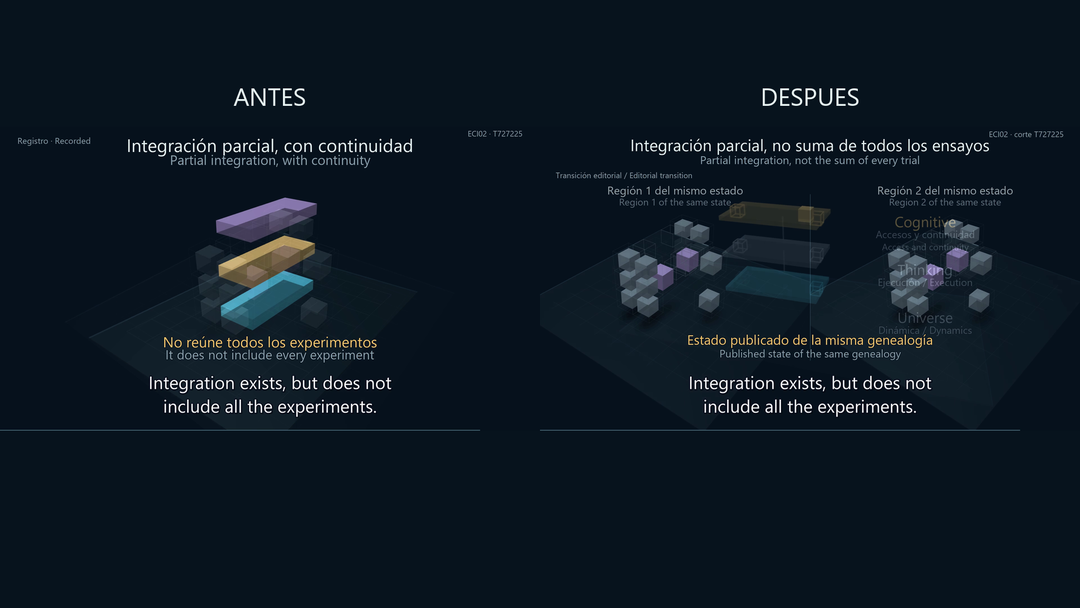 ANTES
Registro · Recorded
ECI02 · T727225
Integración parcial, con continuidad
Partial integration, with continuity
No reúne todos los experimentos
It does not include every experiment
Integration exists, but does not
include all the experiments.
DESPUES
ECI02 · corte T727225
Integración parcial, no suma de todos los ensayos
Partial integration, not the sum of every trial
Transición editorial / Editorial transition
Región 1 del mismo estado
Region 1 of the same state
Región 2 del mismo estado
Region 2 of the same state
Cognitive
Accesos y continuidad
Access and continuity
Thinking
Ejecución / Execution
Universe
Dinámica / Dynamics
Estado publicado de la misma genealogía
Published state of the same genealogy
Integration exists, but does not
include all the experiments.